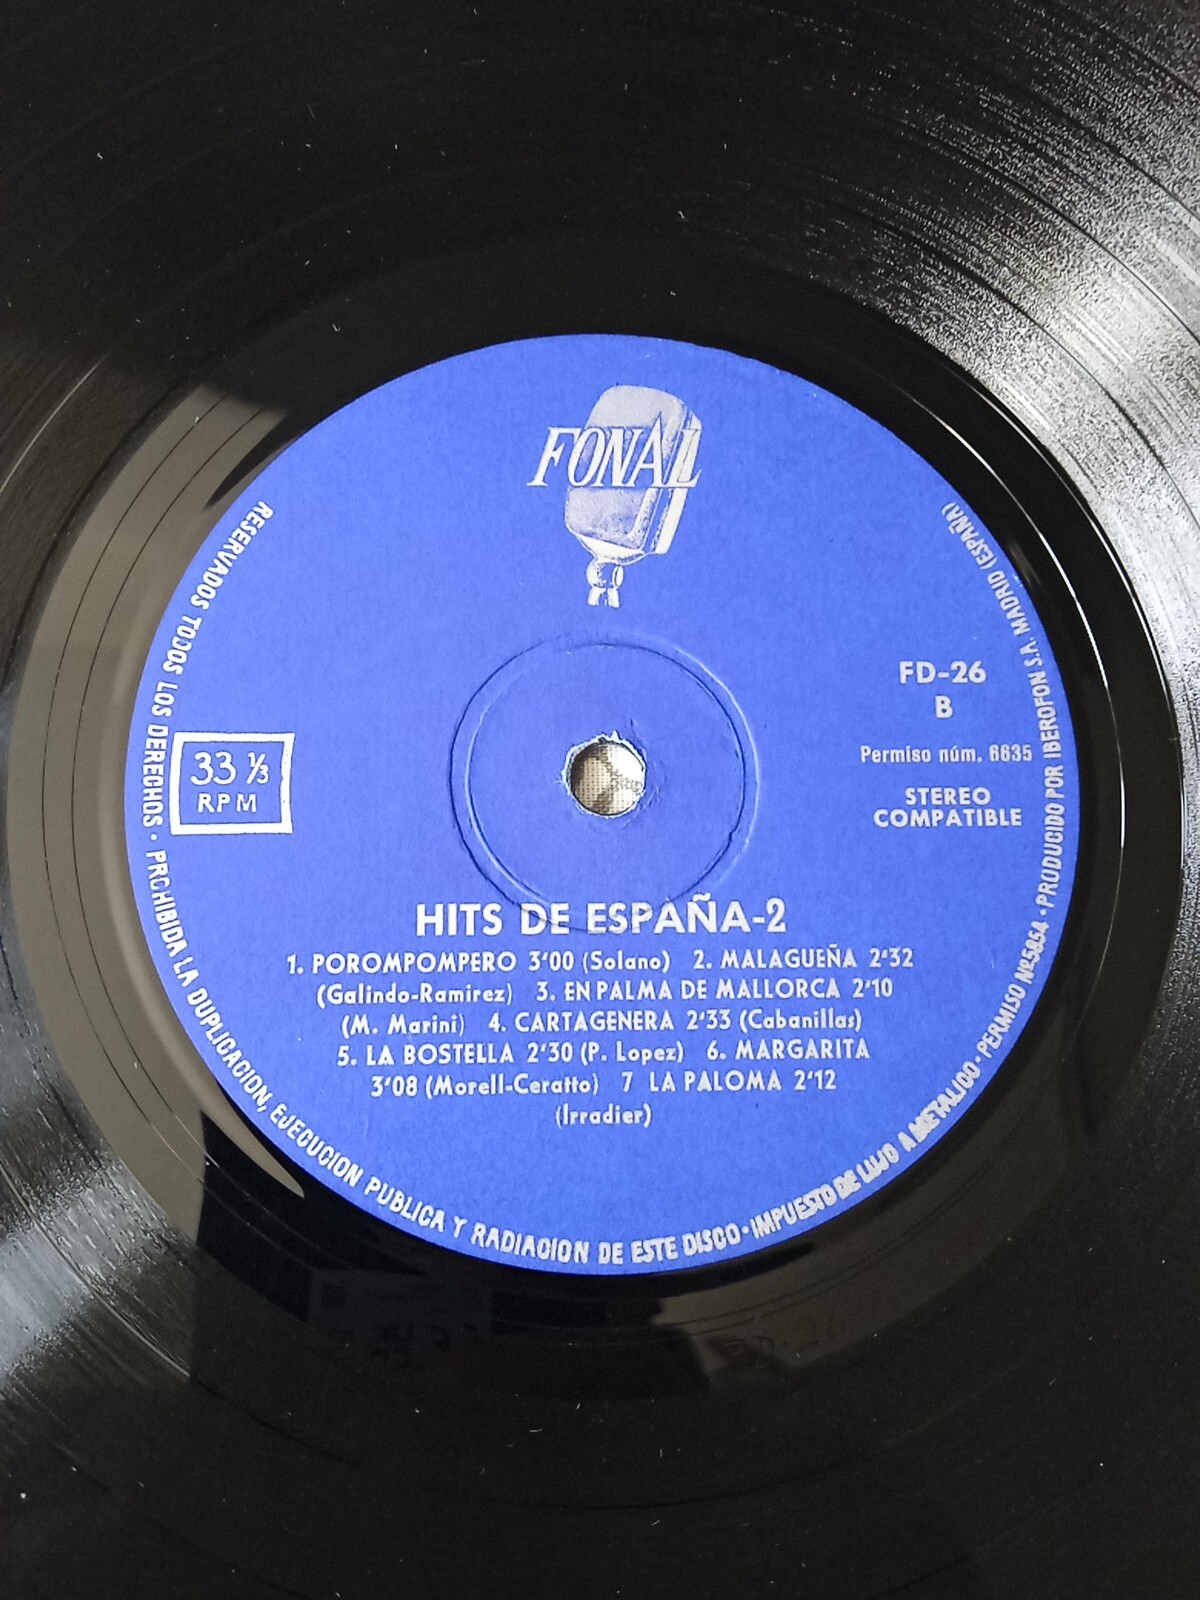 FONAL
FD-26
B
Permiso núm. 6635
STEREO
COMPATIBLE
33 ⅓
RPM
HITS DE ESPAÑA-2
1. POROMPOMPERO 3'00 (Solano) 2. MALAGUEÑA 2'32
(Galindo-Ramirez) 3. EN PALMA DE MALLORCA 2'10
(M. Marini) 4. CARTAGENERA 2'33 (Cabanillas)
5. LA BOSTELLA 2'30 (P. Lopez) 6. MARGARITA
3'08 (Morell-Ceratto) 7 LA PALOMA 2'12
(Irradier)
RESERVADOS TODOS LOS DERECHOS · PROHIBIDA LA DUPLICACION, EJECUCION PUBLICA Y RADIACION DE ESTE DISCO · IMPUESTO DE LUJO A METALICO · PERMISO Nº5854 · PRODUCIDO POR IBEROFON S.A. MADRID (ESPAÑA)